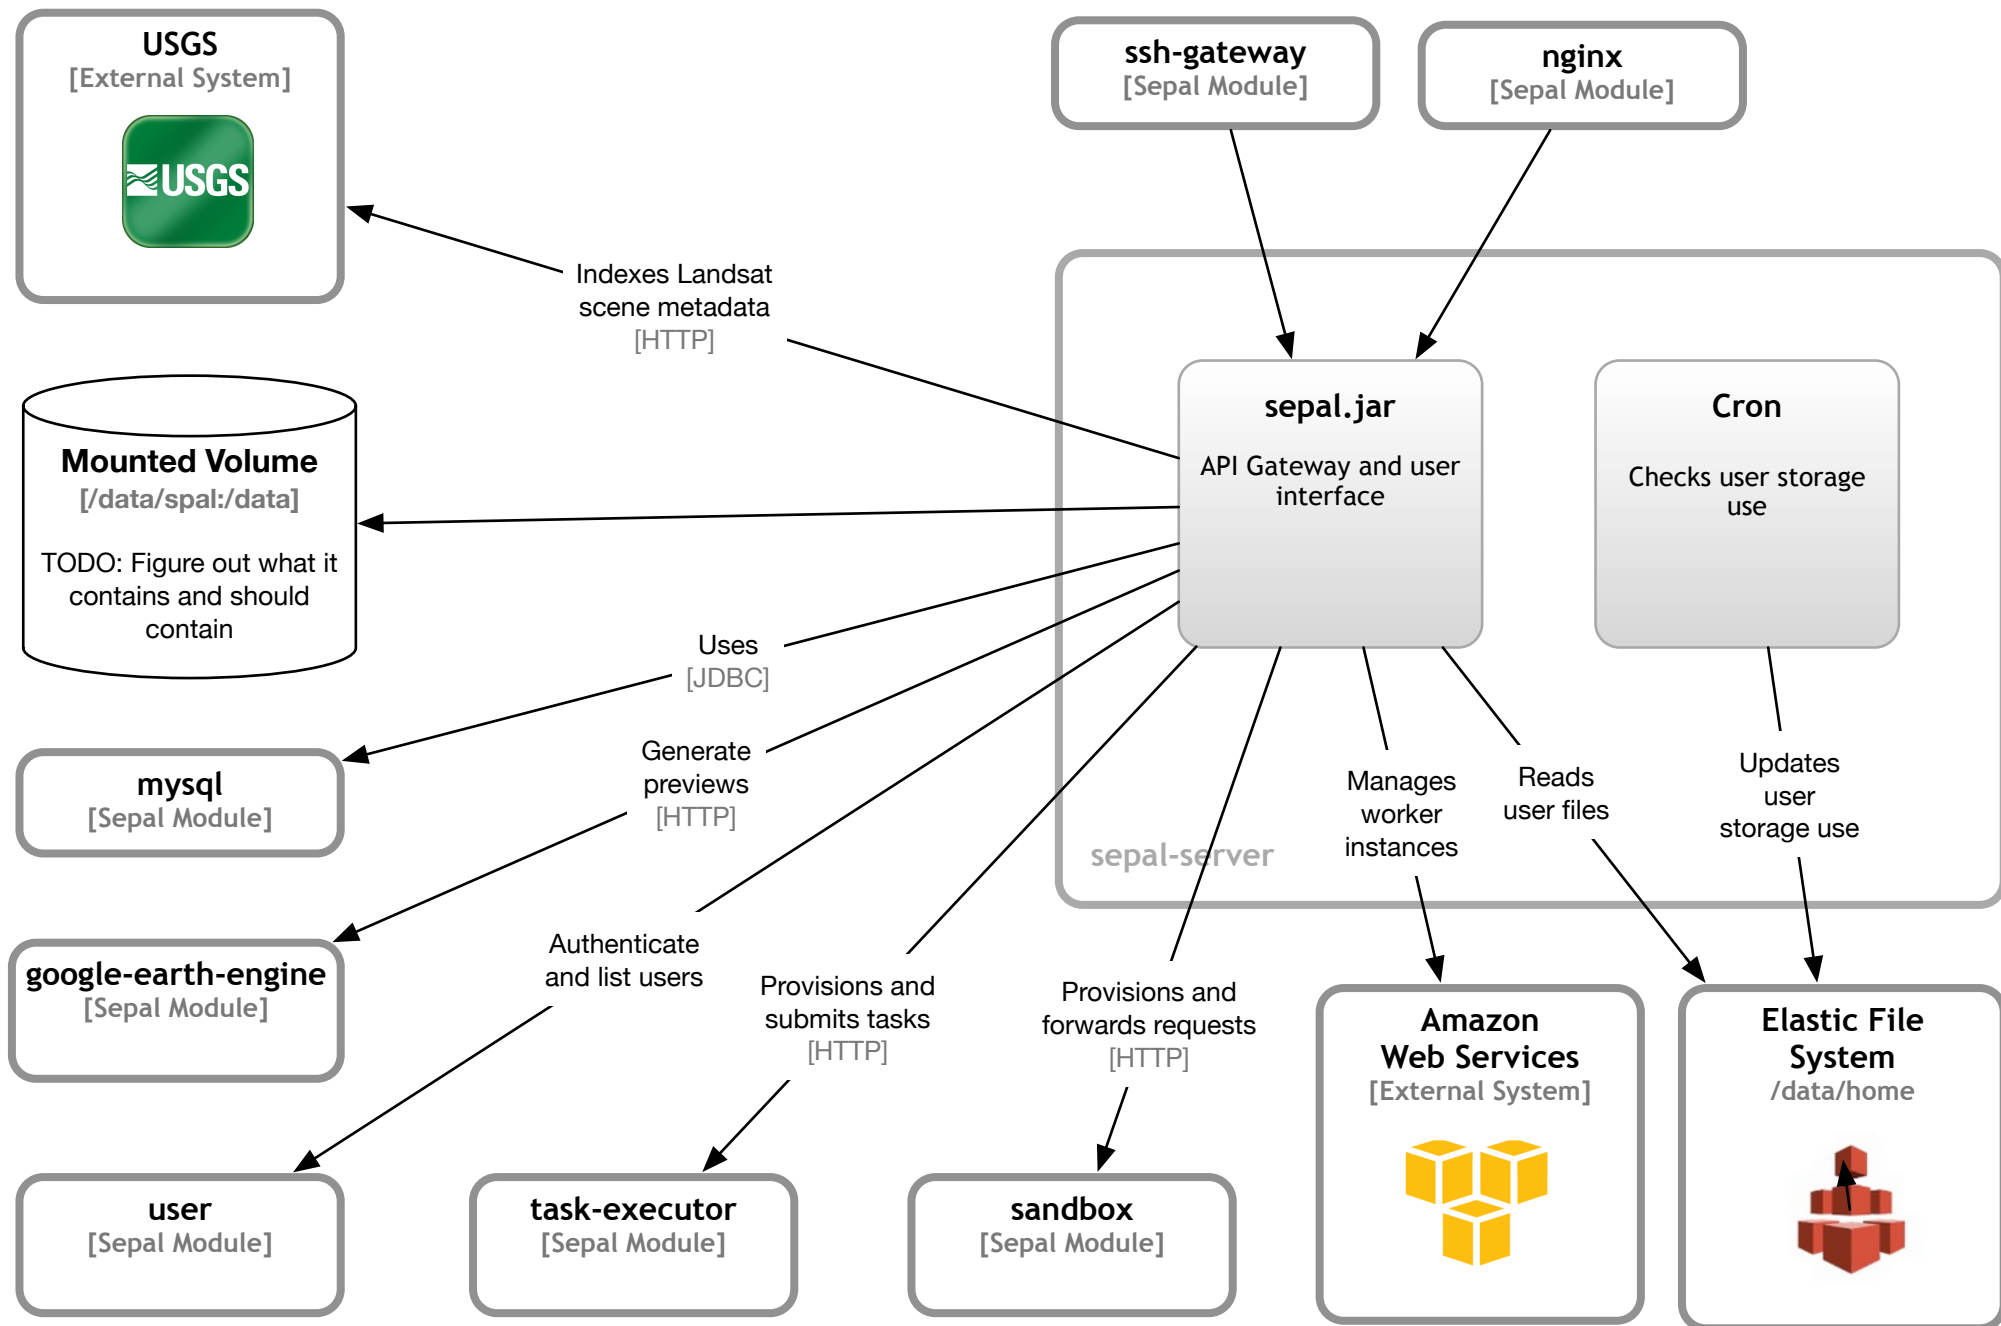 USGS
[External System]
USGS
ssh-gateway
[Sepal Module]
nginx
[Sepal Module]
Indexes Landsat
scene metadata
[HTTP]
sepal.jar
API Gateway and user
interface
Cron
Checks user storage
use
Mounted Volume
[/data/spal:/data]
TODO: Figure out what it
contains and should
contain
Uses
[JDBC]
mysql
[Sepal Module]
Generate
previews
[HTTP]
Manages
worker
instances
Reads
user files
Updates
user
storage use
sepal-server
google-earth-engine
[Sepal Module]
Authenticate
and list users
Provisions and
submits tasks
[HTTP]
Provisions and
forwards requests
[HTTP]
Amazon
Web Services
[External System]
Elastic File
System
/data/home
user
[Sepal Module]
task-executor
[Sepal Module]
sandbox
[Sepal Module]